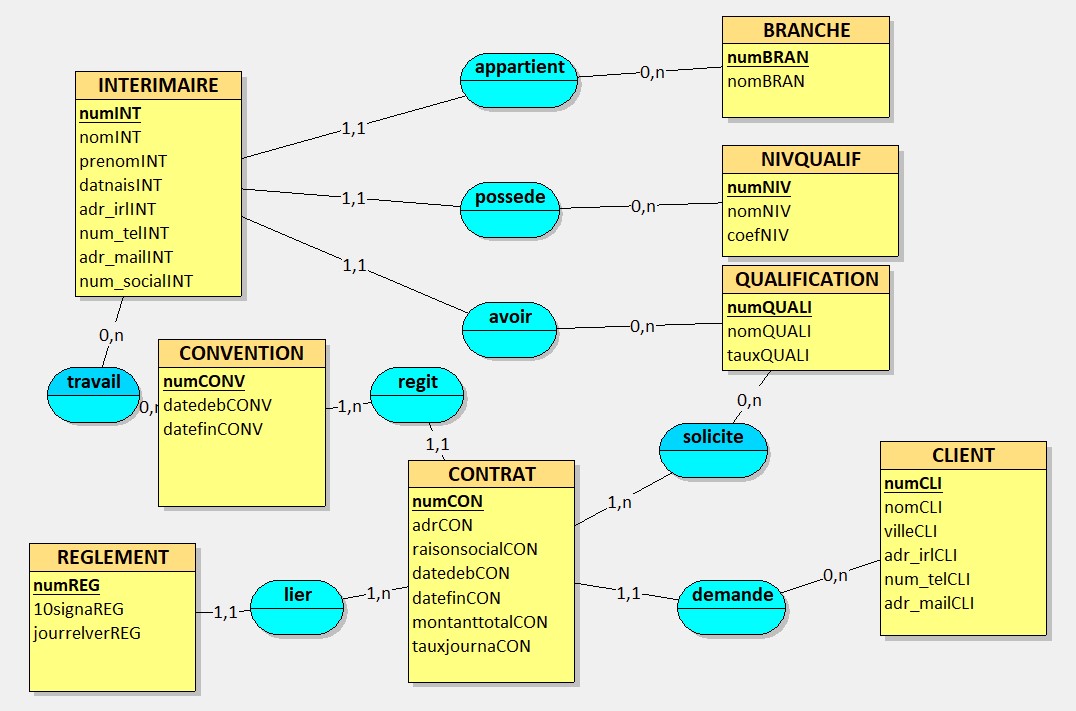 BRANCHE
numBRAN
nomBRAN
appartient
0,n
1,1
INTERIMAIRE
numINT
nomINT
prenomINT
datnaisINT
adr_irlINT
num_telINT
adr_mailINT
num_socialINT
NIVQUALIF
numNIV
nomNIV
coefNIV
possede
1,1
0,n
QUALIFICATION
numQUALI
nomQUALI
tauxQUALI
avoir
1,1
0,n
0,n
travail
0,n
CONVENTION
numCONV
datedebCONV
datefinCONV
regit
1,n
1,1
0,n
solicite
1,n
CONTRAT
numCON
adrCON
raisonsocialCON
datedebCON
datefinCON
montanttotalCON
tauxjournaCON
CLIENT
numCLI
nomCLI
villeCLI
adr_irlCLI
num_telCLI
adr_mailCLI
REGLEMENT
numREG
10signaREG
jourrelverREG
lier
1,1
1,n
demande
1,1
0,n